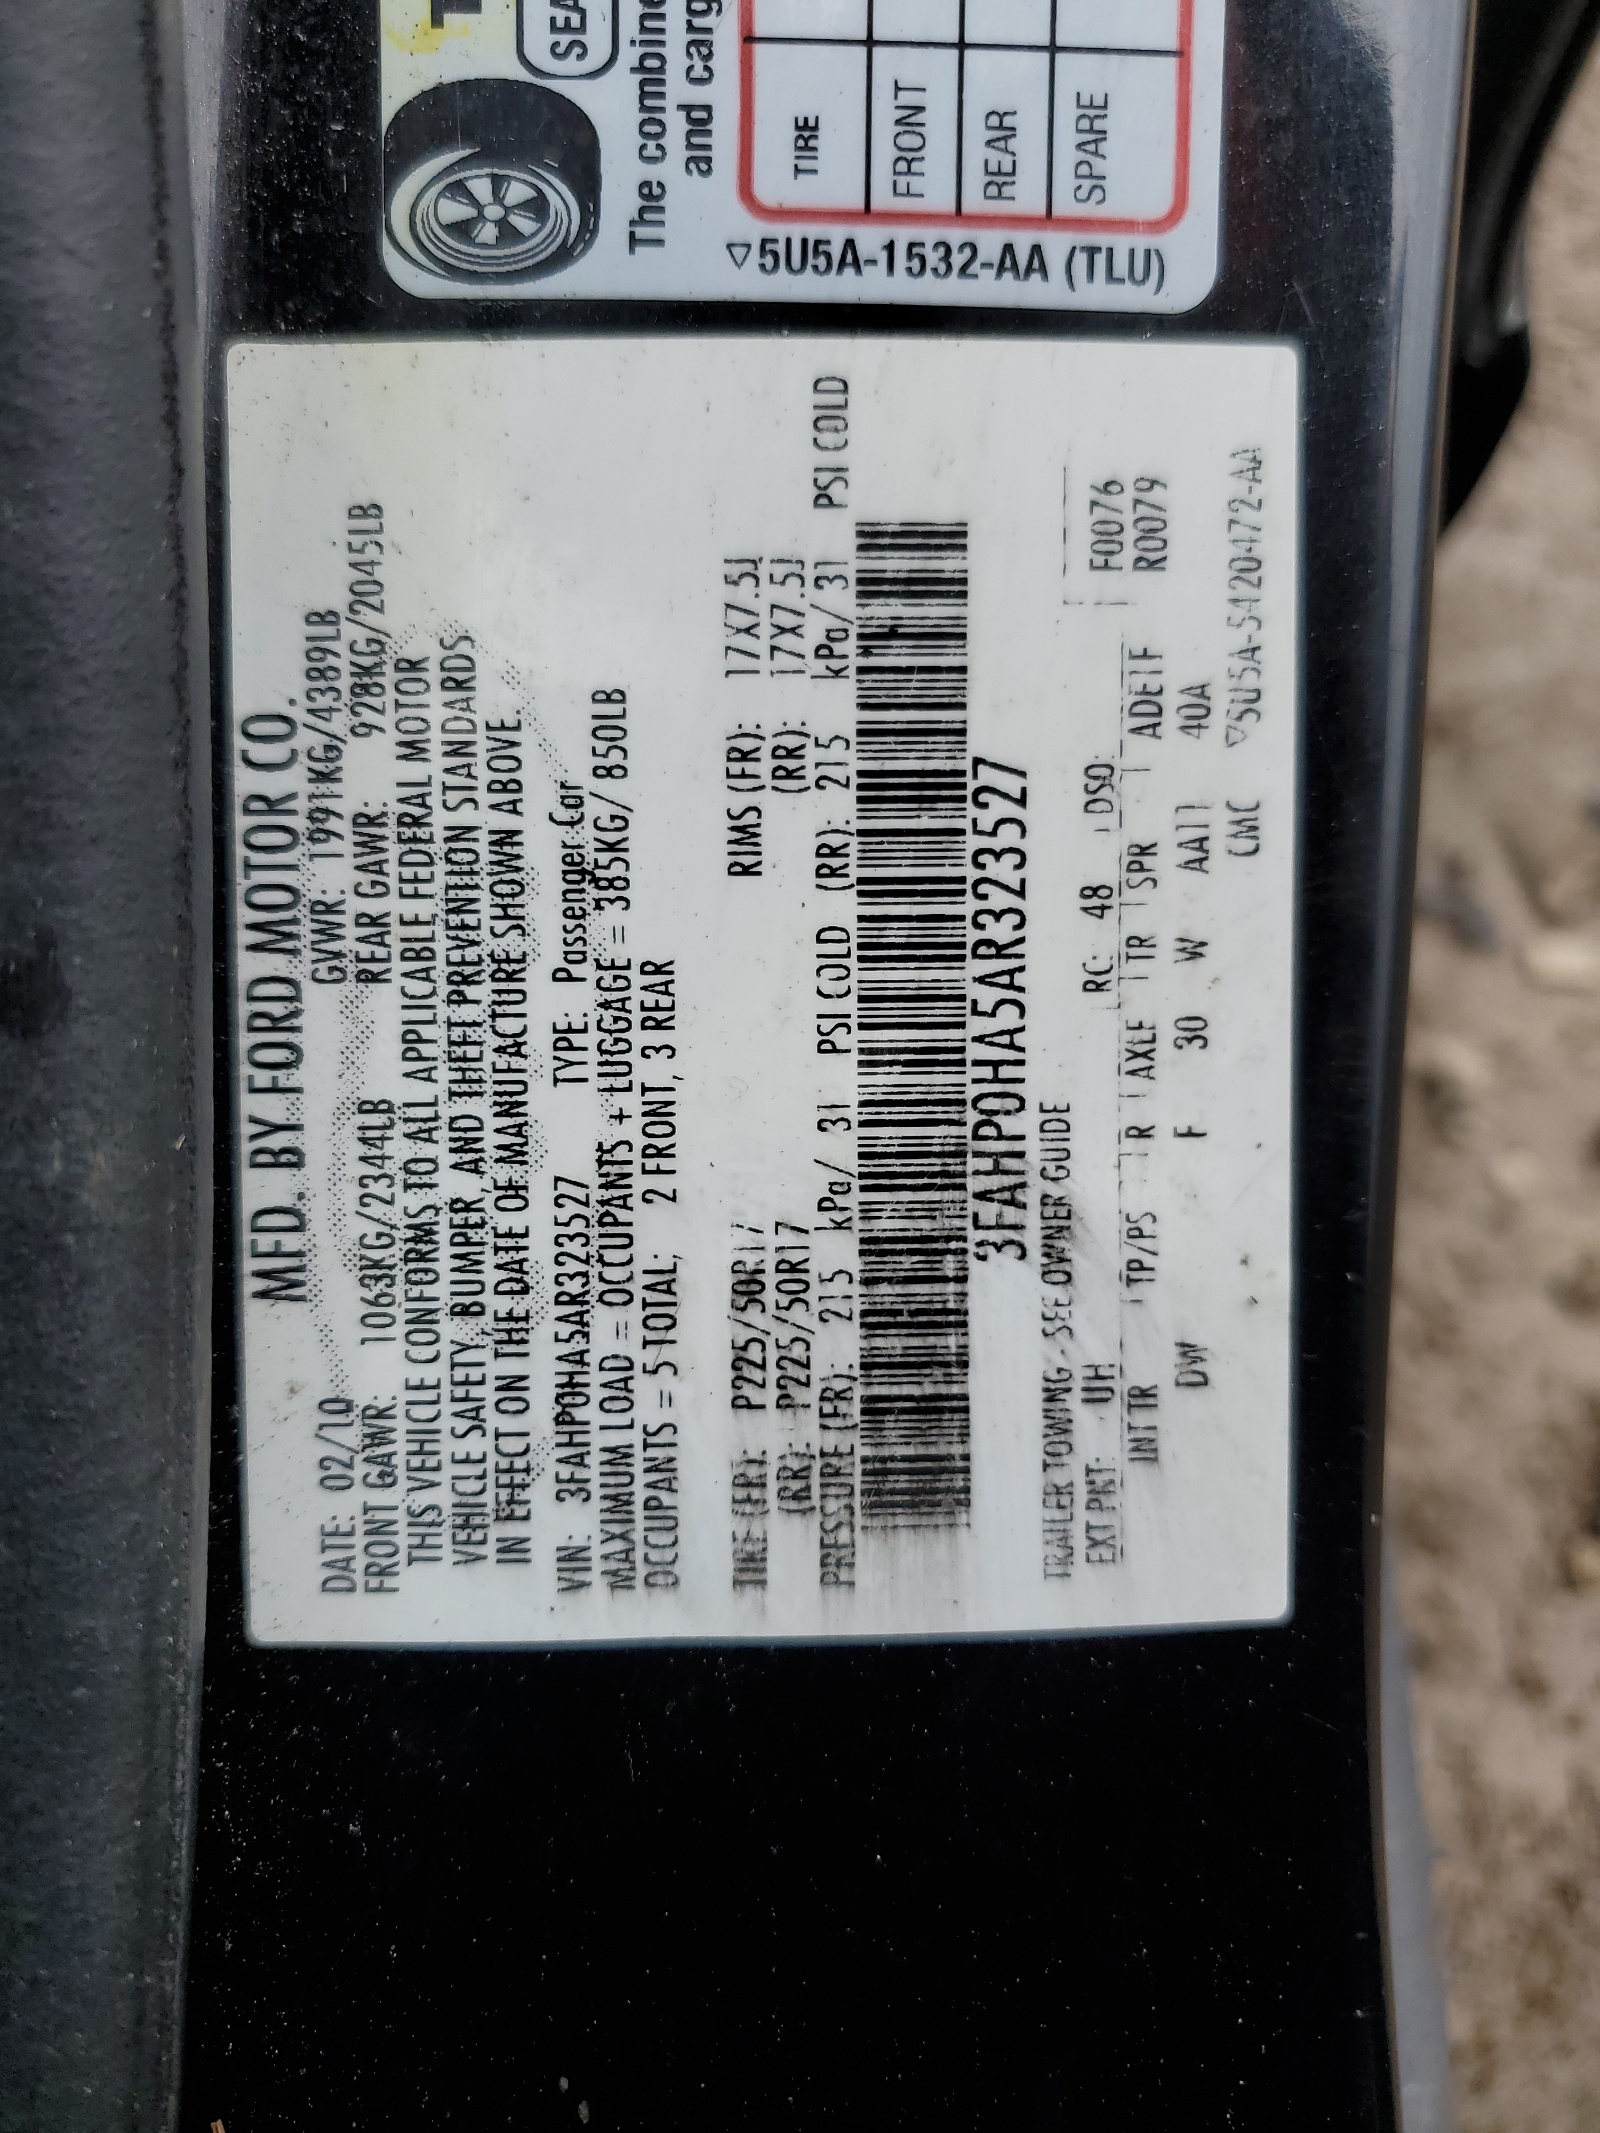 MFD. BY FORD MOTOR CO.
DATE: 02/10 GVWR: 1991KG/4389LB
FRONT GAWR: 1063KG/2344LB REAR GAWR: 928KG/2045LB
THIS VEHICLE CONFORMS TO ALL APPLICABLE FEDERAL MOTOR
VEHICLE SAFETY, BUMPER, AND THEFT PREVENTION STANDARDS
IN EFFECT ON THE DATE OF MANUFACTURE SHOWN ABOVE.
VIN: 3FAHP0HA5AR323527 TYPE: Passenger Car
MAXIMUM LOAD = OCCUPANTS + LUGGAGE = 385KG/ 850LB
OCCUPANTS = 5 TOTAL; 2 FRONT, 3 REAR
TIRE (FR): P225/50R17 RIMS (FR): 17X7.5J
(RR): P225/50R17 (RR): 17X7.5J
PRESSURE (FR): 215 kPa/ 31 PSI COLD (RR): 215 kPa/ 31 PSI COLD
3FAHP0HA5AR323527
TRAILER TOWING - SEE OWNER GUIDE
EXT PNT: UH RC: 48 DSO: F0076
INT TR TP/PS R AXLE TR SPR ADE1F R0079
DW F 30 W AA11 40A
CMC ▽5U5A-5420472-AA
SEA
The combine
and carg
TIRE
FRONT
REAR
SPARE
▽5U5A-1532-AA (TLU)